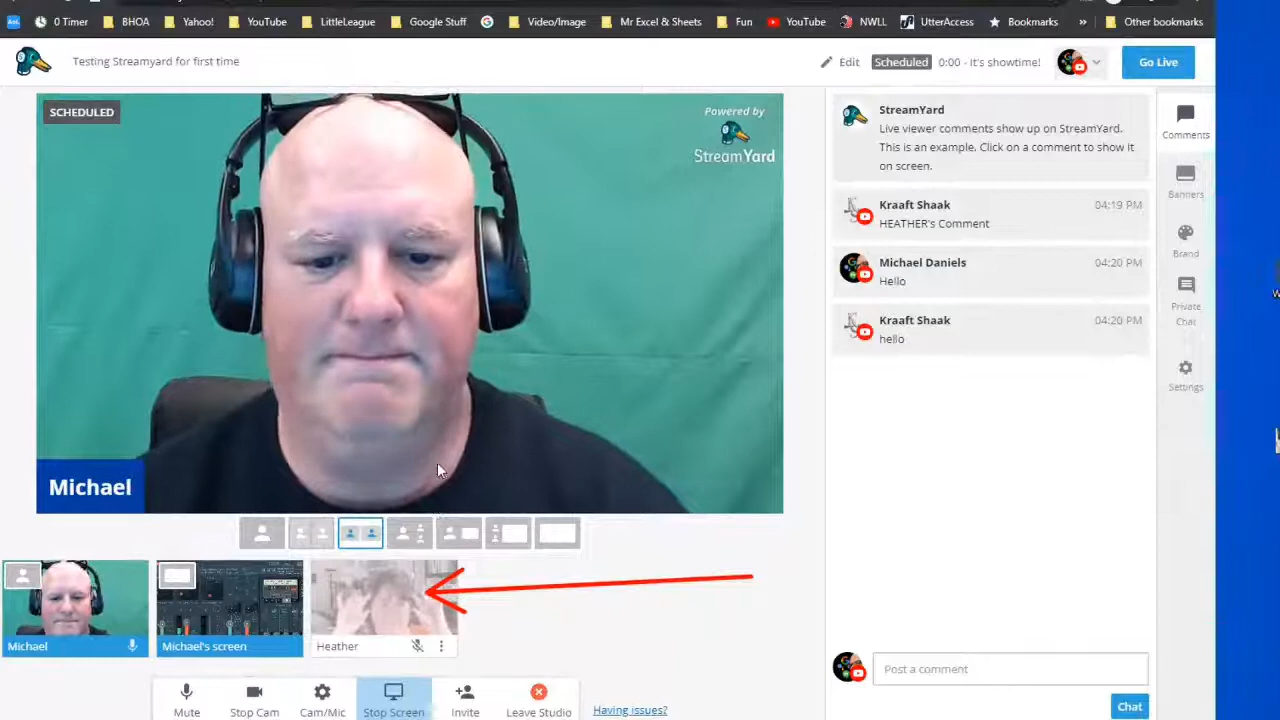 0 Timer
BHOA
Yahoo!
YouTube
LittleLeague
Google Stuff
Video/Image
Mr Excel & Sheets
Fun
YouTube
NWLL
UtterAccess
Bookmarks
»
Other bookmarks
Testing Streamyard for first time
Edit
Scheduled
0:00 - It's showtime!
Go Live
SCHEDULED
Powered by
StreamYard
Michael
StreamYard
Live viewer comments show up on StreamYard.
This is an example. Click on a comment to show it
on screen.
Kraaft Shaak 04:19 PM
HEATHER's Comment
Michael Daniels 04:20 PM
Hello
Kraaft Shaak 04:20 PM
hello
Comments
Banners
Brand
Private
Chat
Settings
Michael
Michael's screen
Heather
Mute
Stop Cam
Cam/Mic
Stop Screen
Invite
Leave Studio
Having issues?
Post a comment
Chat